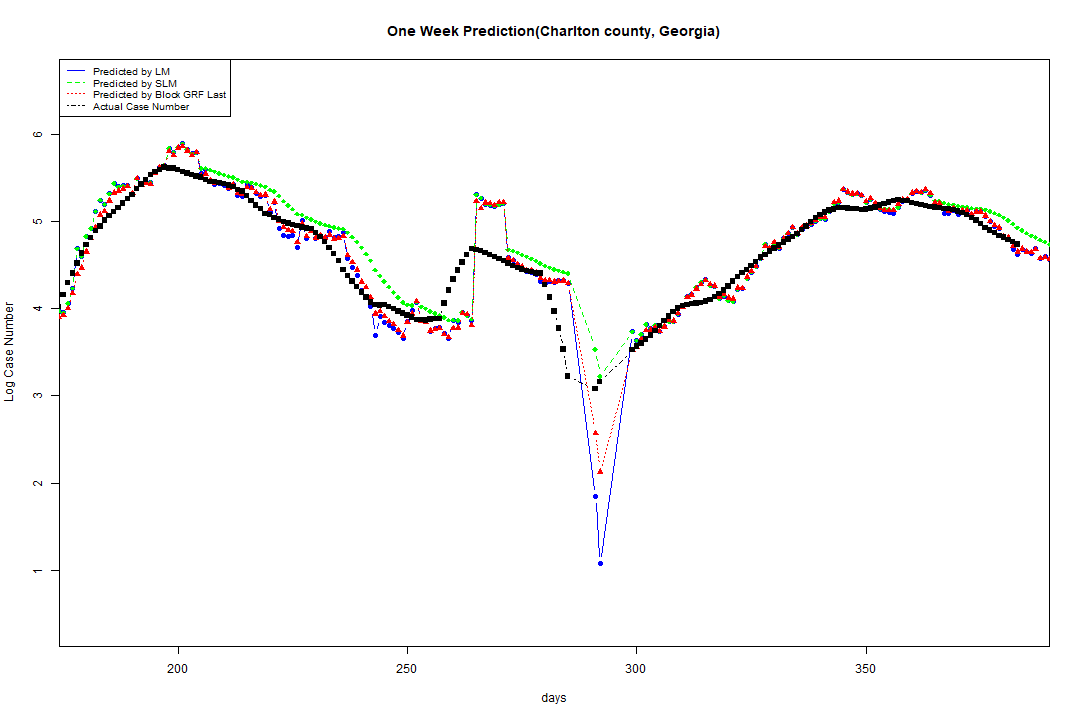 One Week Prediction(Charlton county, Georgia)
Predicted by LM
Predicted by SLM
Predicted by Block GRF Last
Actual Case Number
6
5
4
3
2
1
Log Case Number
200 250 300 350
days